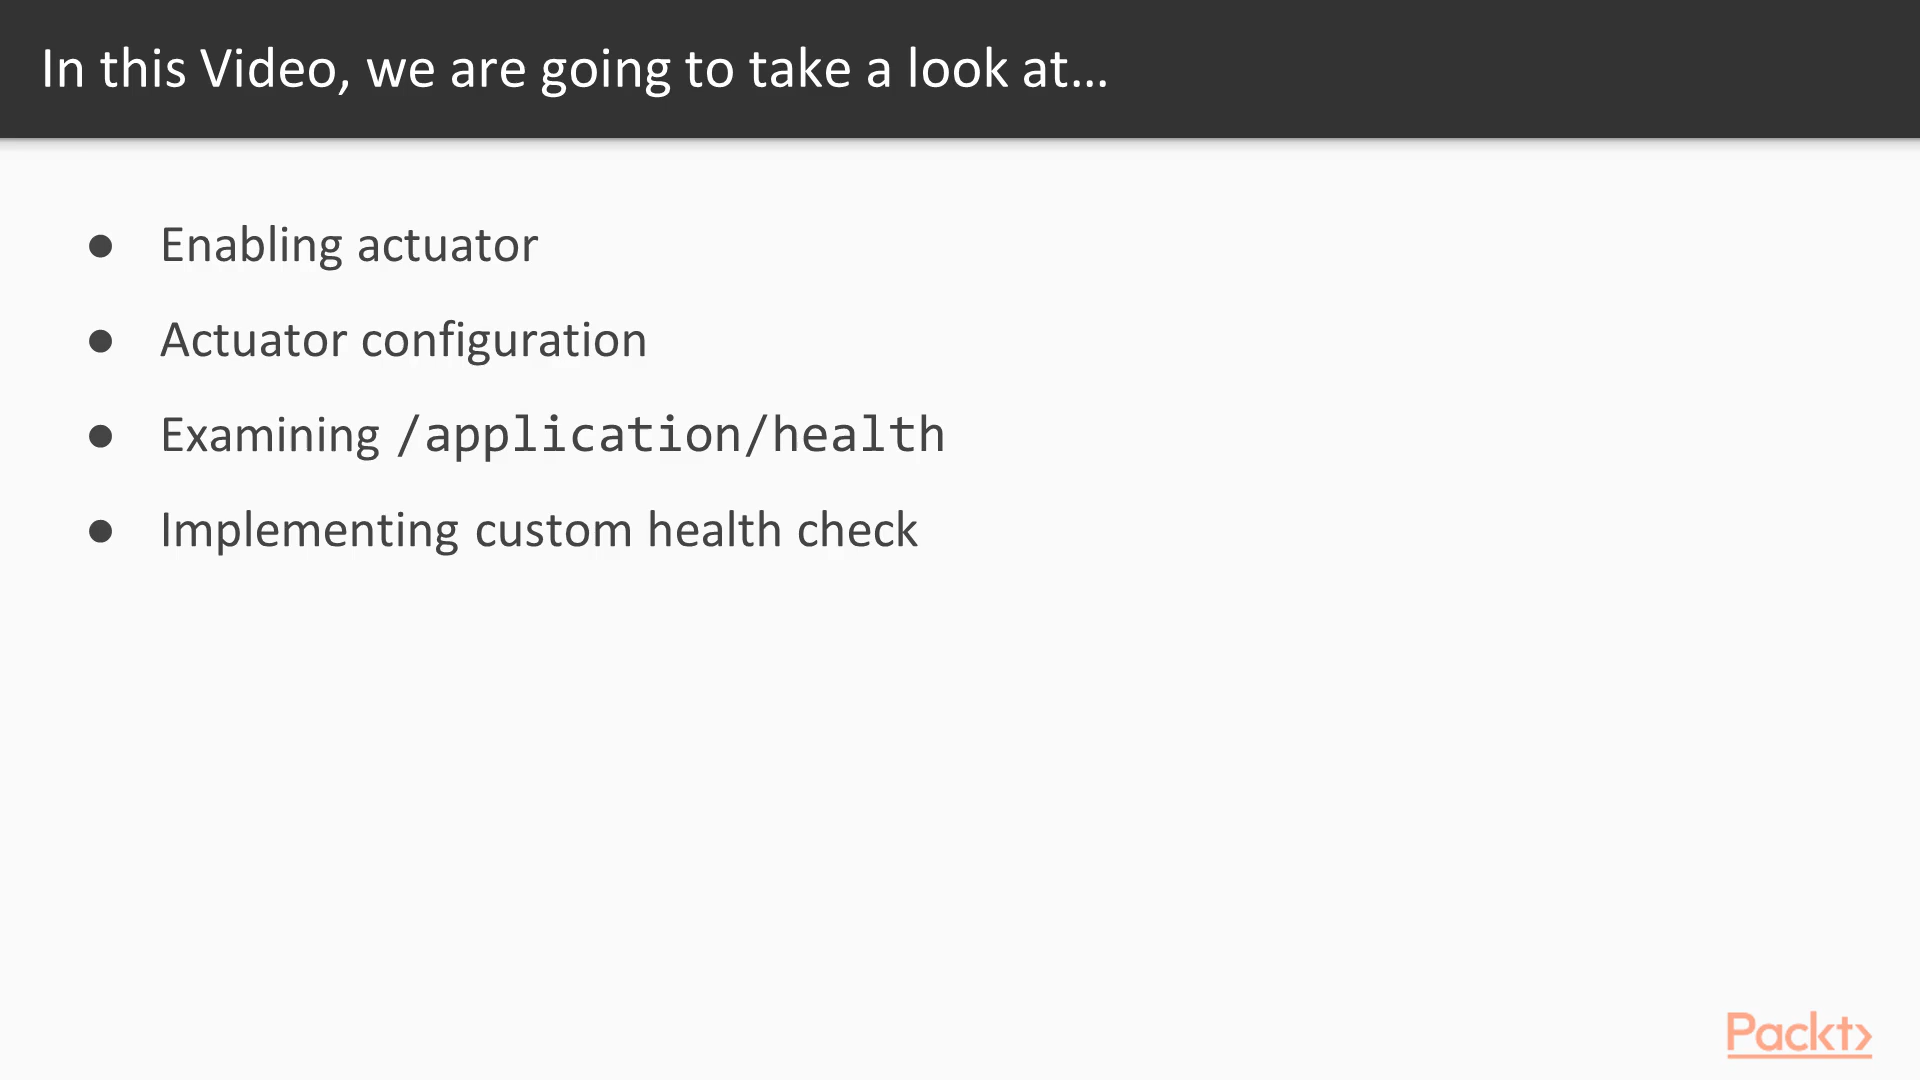 In this Video, we are going to take a look at...
● Enabling actuator
● Actuator configuration
● Examining /application/health
● Implementing custom health check
Packt>